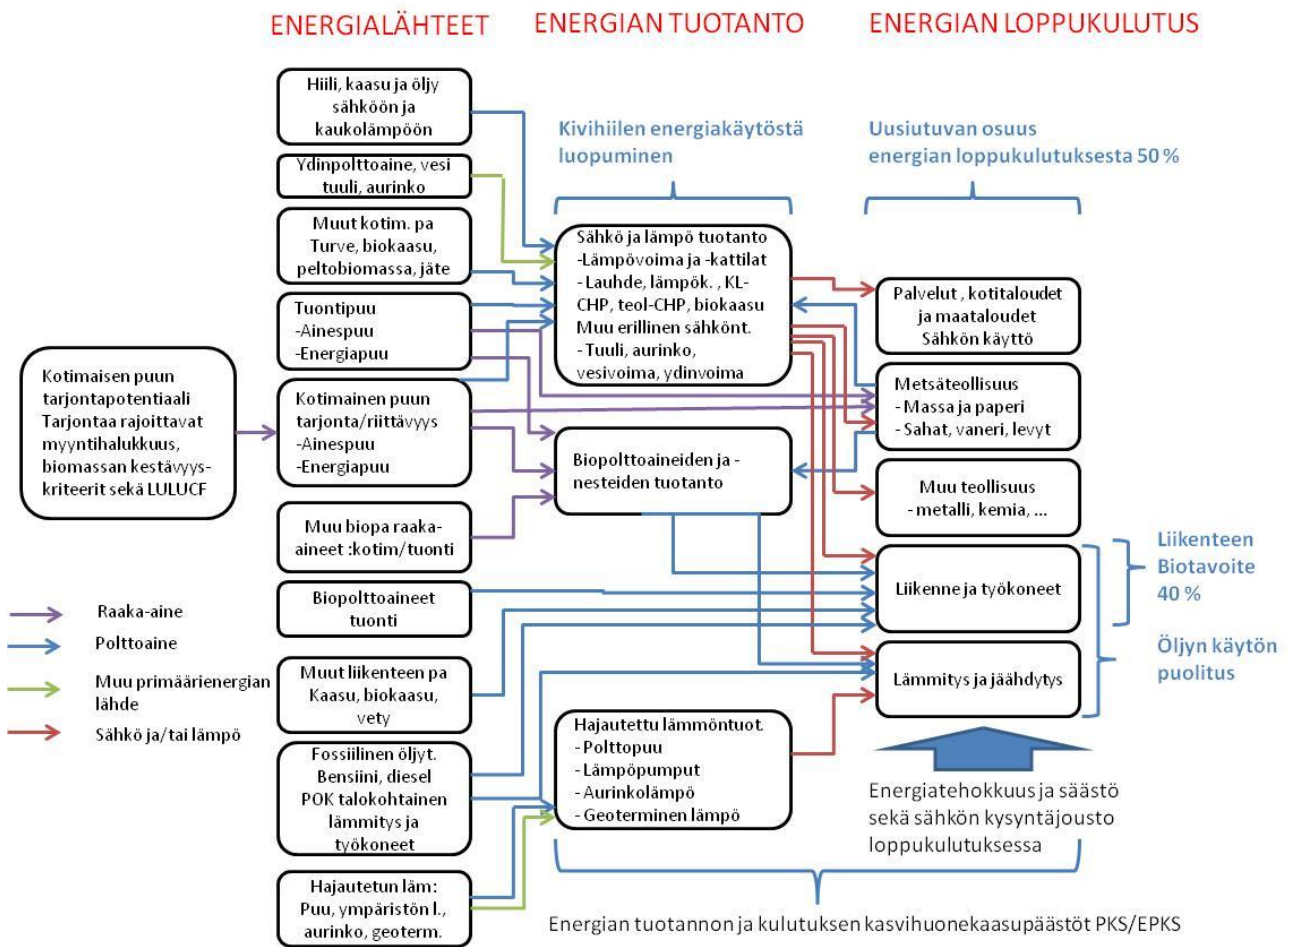 ENERGIALÄHTEET
ENERGIAN TUOTANTO
ENERGIAN LOPPUKULUTUS
Hiili, kaasu ja öljy
sähköön ja
kaukolämpöön
Ydinpolttoaine, vesi
tuuli, aurinko
Muut kotim. pa
Turve, biokaasu,
peltobiomassa, jäte
Tuontipuu
-Ainespuu
-Energiapuu
Kotimaisen puun
tarjontapotentiaali
Tarjontaa rajoittavat
myyntihalukkuus,
biomassan kestävyys-
kriteerit sekä LULUCF
Kotimainen puun
tarjonta/riittävyys
-Ainespuu
-Energiapuu
Muu biopa raaka-
aineet :kotim/tuonti
Biopolttoaineet
tuonti
Muut liikenteen pa
Kaasu, biokaasu,
vety
Fossiilinen öljyt.
Bensiini, diesel
POK talokohtainen
lämmitys ja
työkoneet
Hajautetun läm:
Puu, ympäristön l.,
aurinko, geoterm.
Raaka-aine
Polttoaine
Muu primäärienergian
lähde
Sähkö ja/tai lämpö
Kivihiilen energiakäytöstä
luopuminen
Sähkö ja lämpö tuotanto
-Lämpövoima ja -kattilat
- Lauhde, lämpök. , KL-
CHP, teol-CHP, biokaasu
Muu erillinen sähkönt.
- Tuuli, aurinko,
vesivoima, ydinvoima
Biopolttoaineiden ja -
nesteiden tuotanto
Hajautettu lämmöntuot.
- Polttopuu
- Lämpöpumput
- Aurinkolämpö
- Geoterminen lämpö
Uusiutuvan osuus
energian loppukulutuksesta 50 %
Palvelut , kotitaloudet
ja maataloudet
Sähkön käyttö
Metsäteollisuus
- Massa ja paperi
- Sahat, vaneri, levyt
Muu teollisuus
- metalli, kemia, ...
Liikenne ja työkoneet
Lämmitys ja jäähdytys
Liikenteen
Biotavoite
40 %
Öljyn käytön
puolitus
Energiatehokkuus ja säästö
sekä sähkön kysyntäjousto
loppukulutuksessa
Energian tuotannon ja kulutuksen kasvihuonekaasupäästöt PKS/EPKS